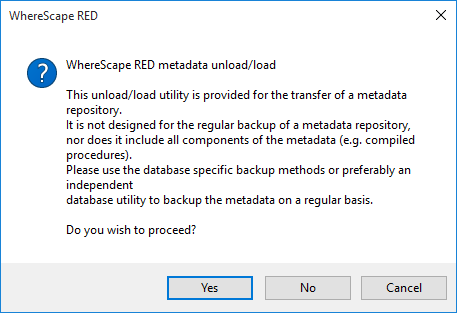 WhereScape RED
WhereScape RED metadata unload/load
This unload/load utility is provided for the transfer of a metadata
repository.
It is not designed for the regular backup of a metadata repository,
nor does it include all components of the metadata (e.g. compiled
procedures).
Please use the database specific backup methods or preferably an
independent
database utility to backup the metadata on a regular basis.
Do you wish to proceed?
Yes
No
Cancel